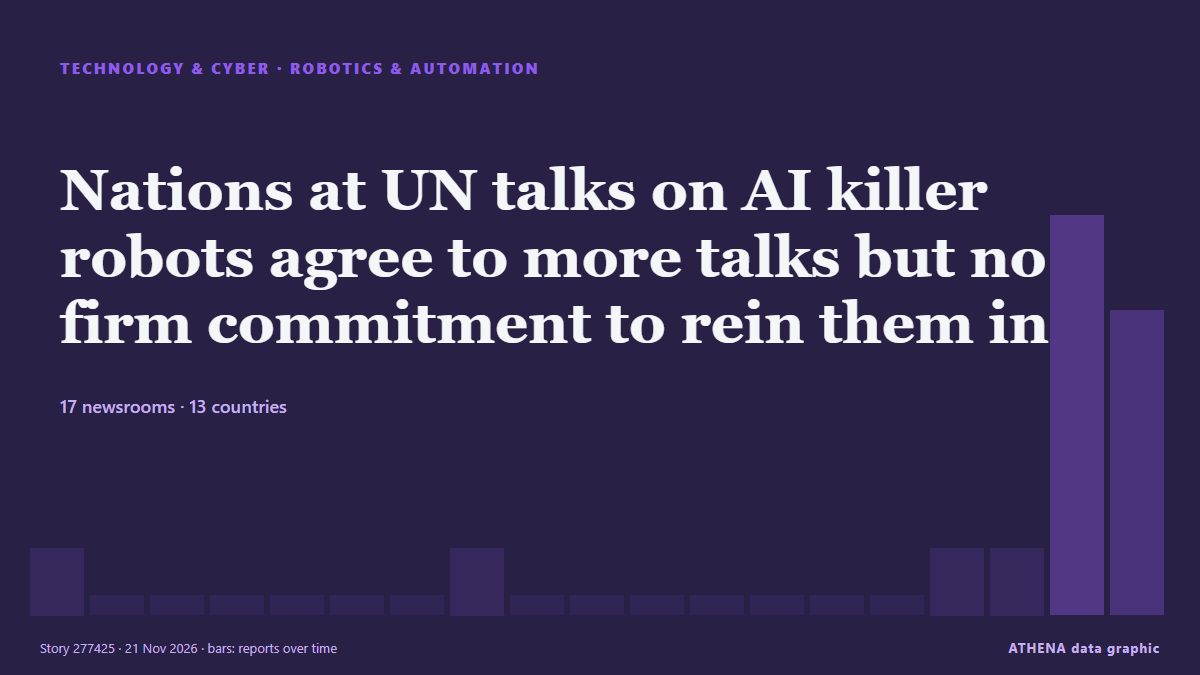 TECHNOLOGY & CYBER · ROBOTICS & AUTOMATION
Nations at UN talks on AI killer
robots agree to more talks but no
firm commitment to rein them in
17 newsrooms · 13 countries
Story 277425 · 21 Nov 2026 · bars: reports over time
ATHENA data graphic